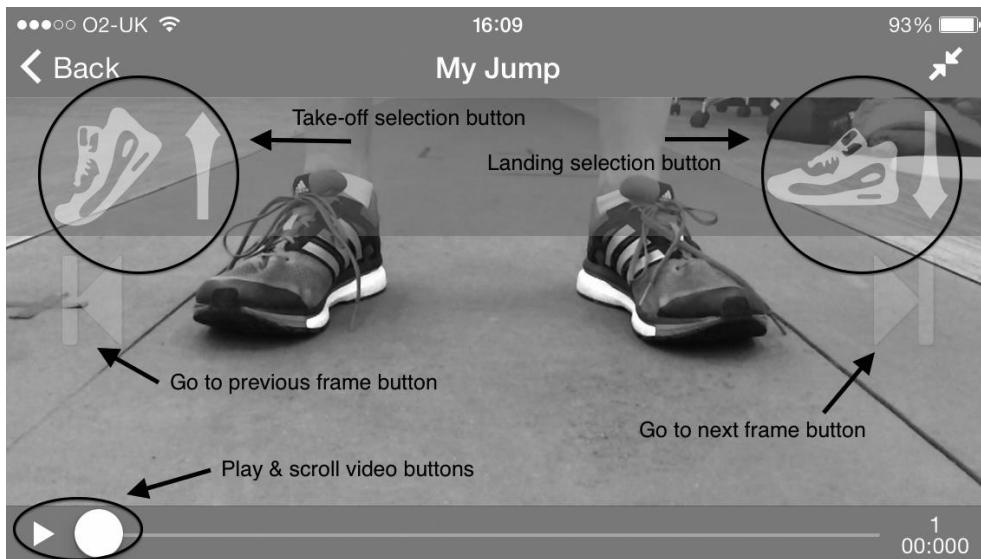 O2-UK 16:09 93%
Back My Jump
Take-off selection button
Landing selection button
Go to previous frame button
Go to next frame button
Play & scroll video buttons
1
00:000